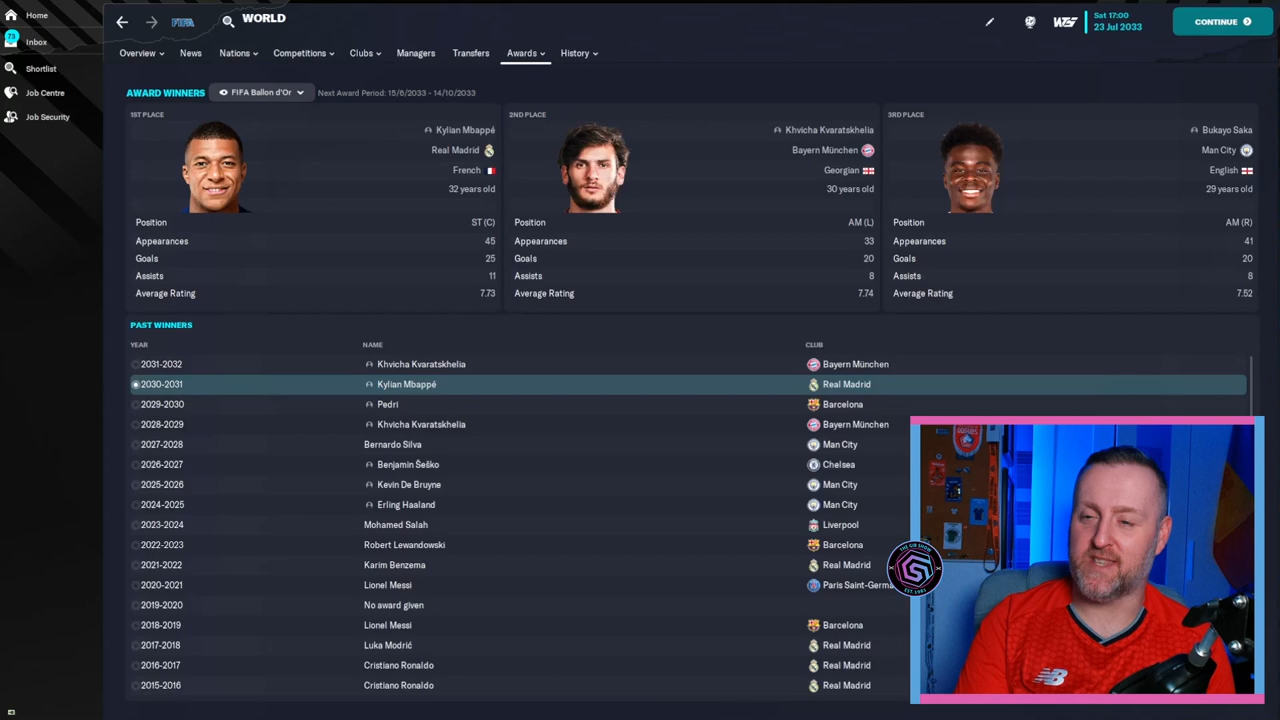 Home
73
Inbox
Shortlist
Job Centre
Job Security
FIFA
WORLD
Sat 17:00
23 Jul 2033
CONTINUE
Overview
News
Nations
Competitions
Clubs
Managers
Transfers
Awards
History
AWARD WINNERS
FIFA Ballon d'Or
Next Award Period: 15/6/2033 - 14/10/2033
1ST PLACE
Kylian Mbappé
Real Madrid
French
32 years old
Position ST (C)
Appearances 45
Goals 25
Assists 11
Average Rating 7.73
2ND PLACE
Khvicha Kvaratskhelia
Bayern München
Georgian
30 years old
Position AM (L)
Appearances 33
Goals 20
Assists 8
Average Rating 7.74
3RD PLACE
Bukayo Saka
Man City
English
29 years old
Position AM (R)
Appearances 41
Goals 20
Assists 8
Average Rating 7.52
PAST WINNERS
YEAR NAME CLUB
2031-2032 Khvicha Kvaratskhelia Bayern München
2030-2031 Kylian Mbappé Real Madrid
2029-2030 Pedri Barcelona
2028-2029 Khvicha Kvaratskhelia Bayern München
2027-2028 Bernardo Silva Man City
2026-2027 Benjamin Šeško Chelsea
2025-2026 Kevin De Bruyne Man City
2024-2025 Erling Haaland Man City
2023-2024 Mohamed Salah Liverpool
2022-2023 Robert Lewandowski Barcelona
2021-2022 Karim Benzema Real Madrid
2020-2021 Lionel Messi Paris Saint-Germa
2019-2020 No award given
2018-2019 Lionel Messi Barcelona
2017-2018 Luka Modrić Real Madrid
2016-2017 Cristiano Ronaldo Real Madrid
2015-2016 Cristiano Ronaldo Real Madrid
THE GIB SHOW
EST. 1981